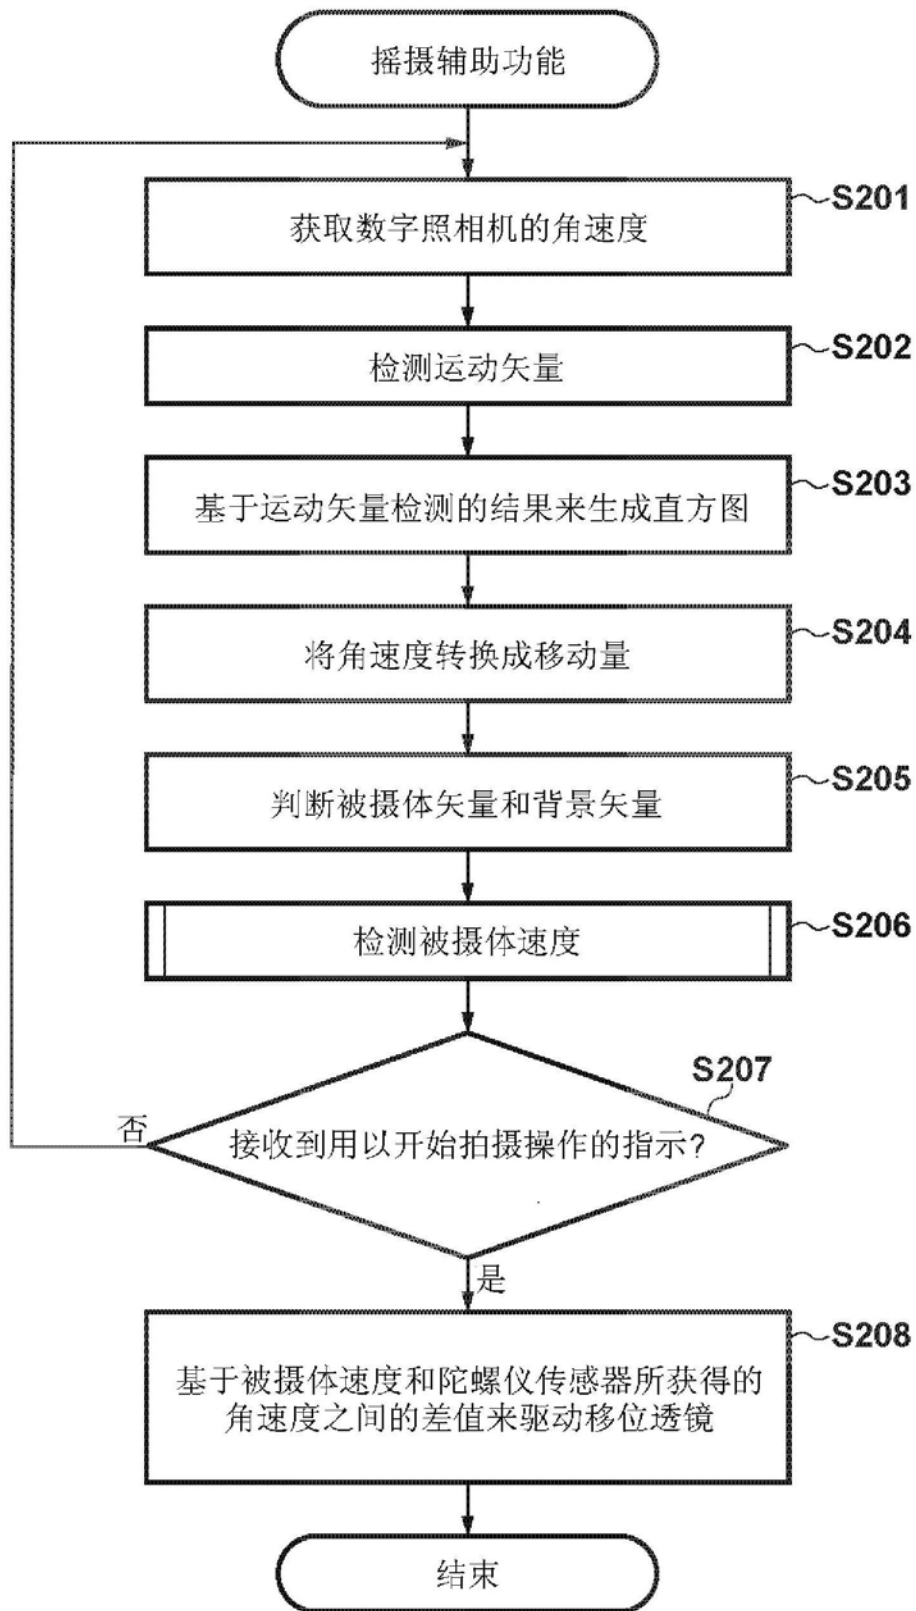 摇摄辅助功能
S201
获取数字照相机的角速度
S202
检测运动矢量
S203
基于运动矢量检测的结果来生成直方图
S204
将角速度转换成移动量
S205
判断被摄体矢量和背景矢量
S206
检测被摄体速度
S207
否
接收到用以开始拍摄操作的指示?
是
S208
基于被摄体速度和陀螺仪传感器所获得的
角速度之间的差值来驱动移位透镜
结束